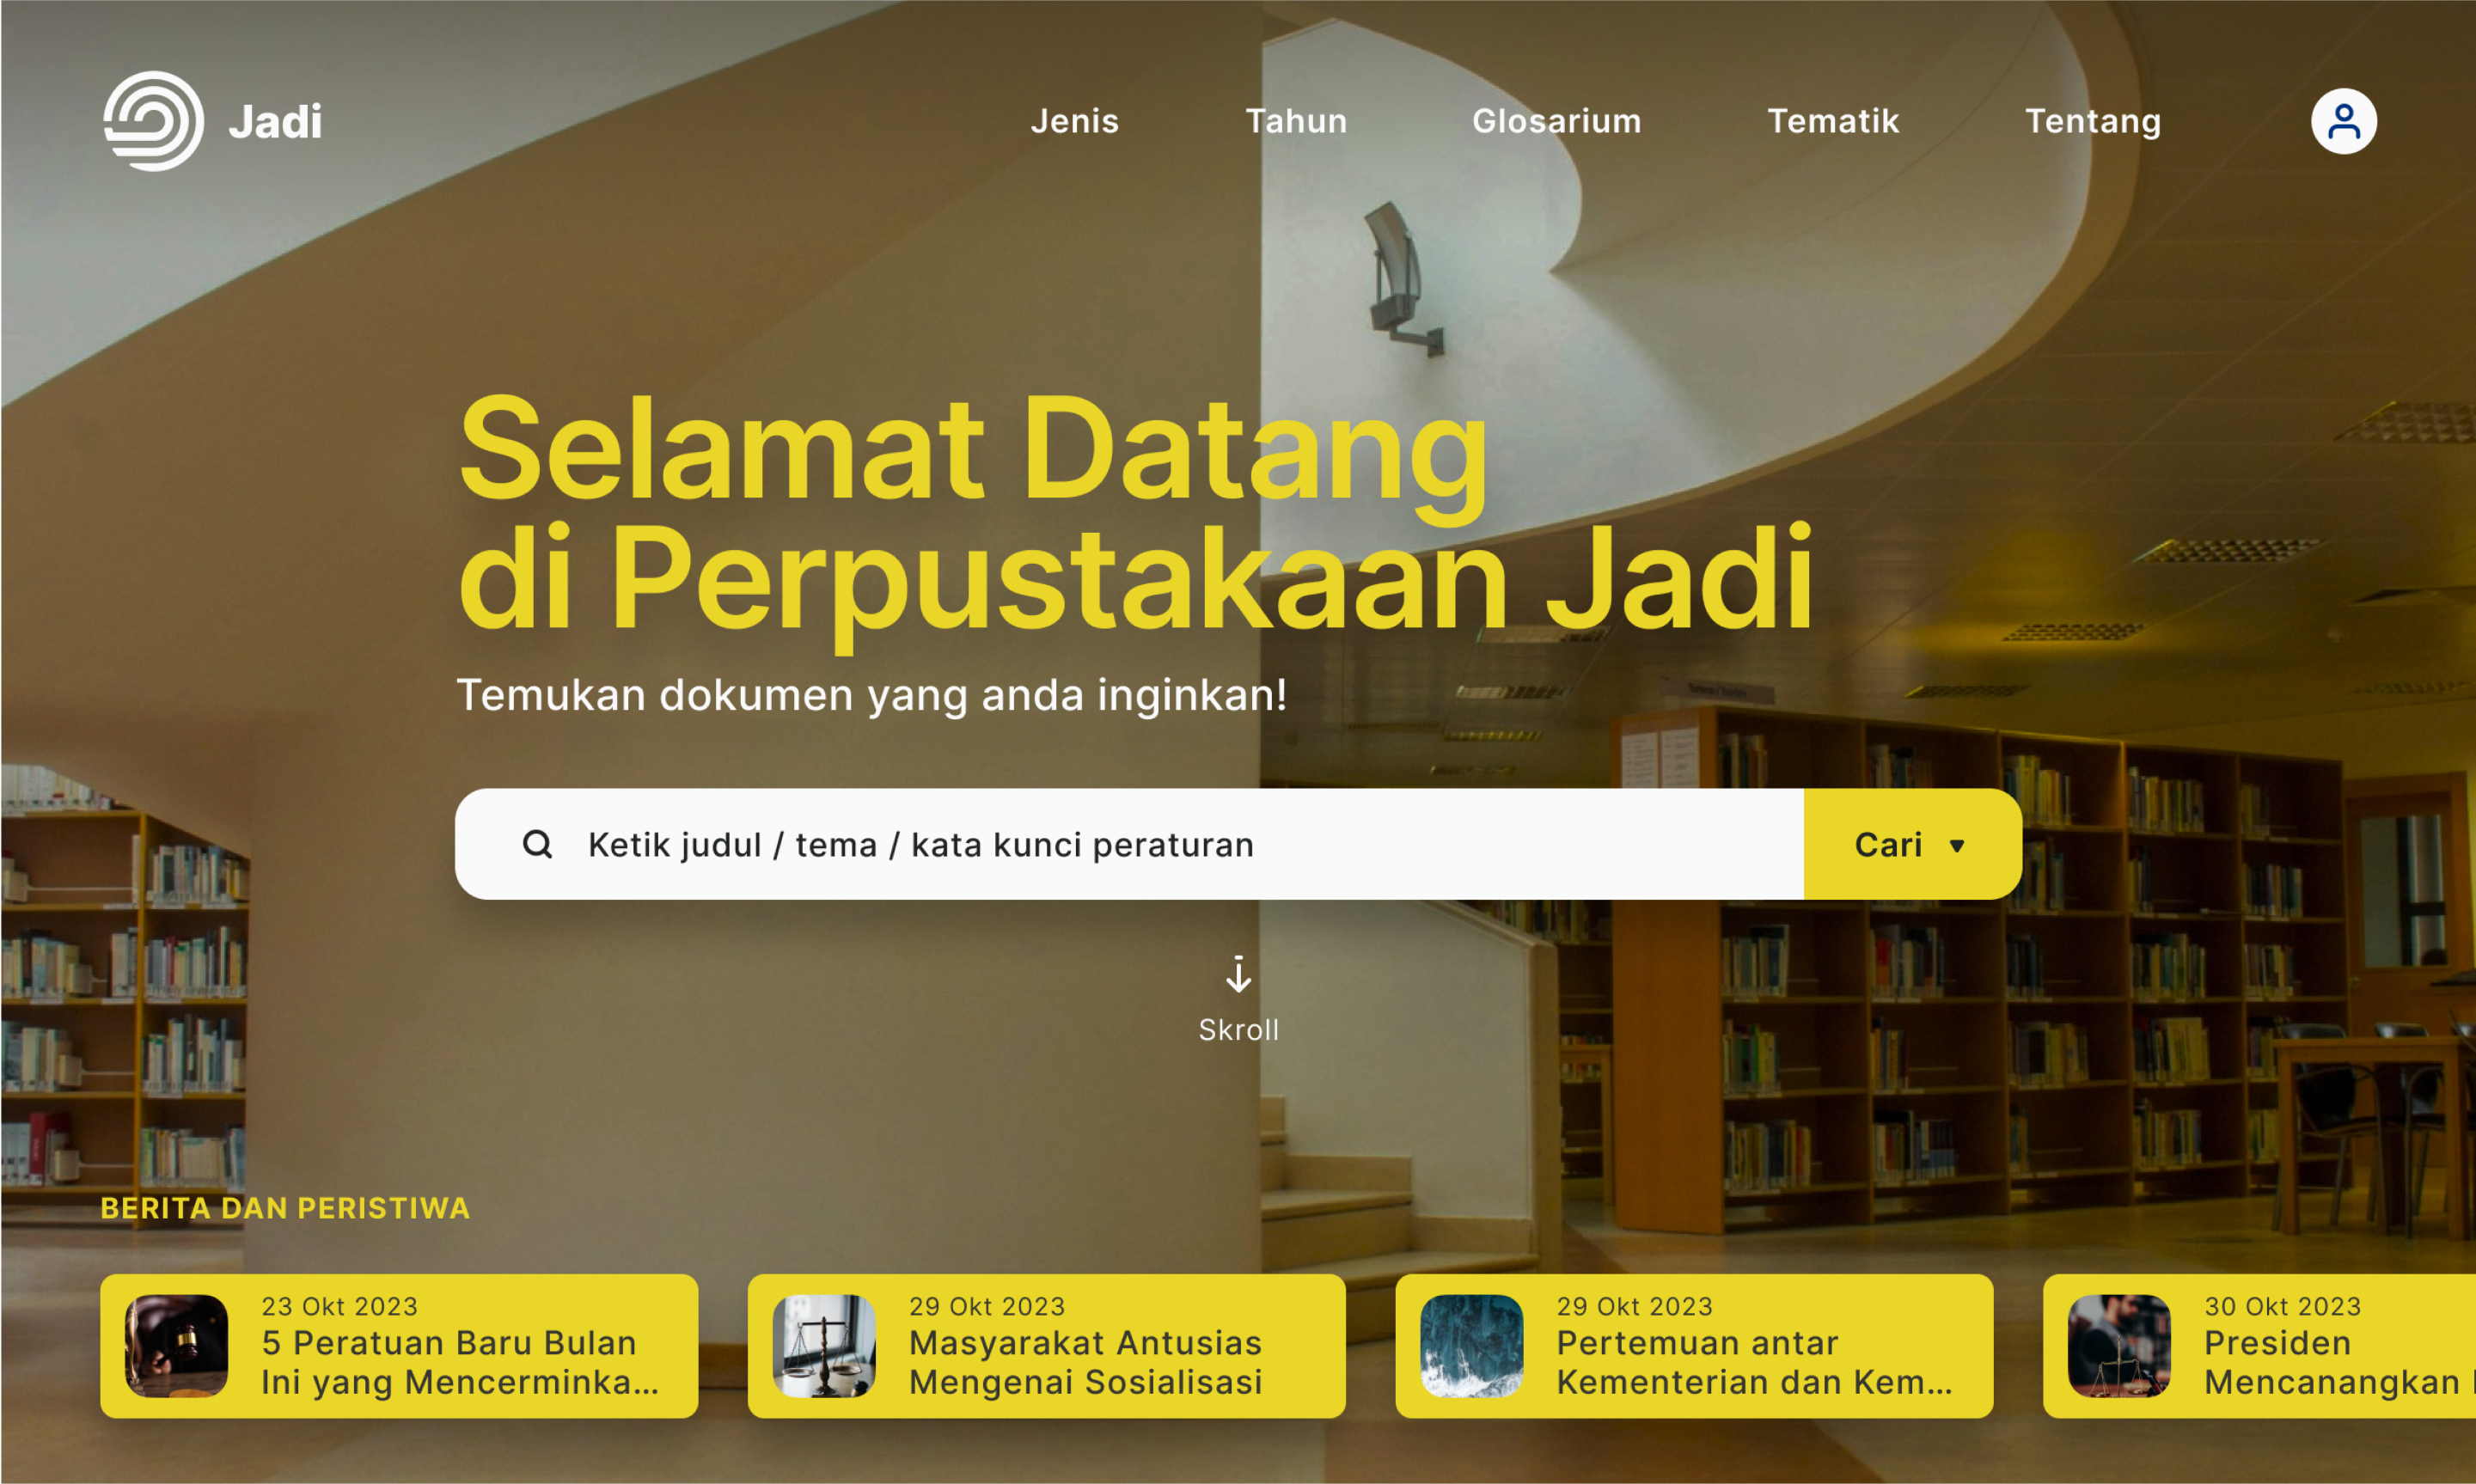 Jadi
Jenis
Tahun
Glosarium
Tematik
Tentang
Selamat Datang
di Perpustakaan Jadi
Temukan dokumen yang anda inginkan!
Ketik judul / tema / kata kunci peraturan
Cari
Skroll
BERITA DAN PERISTIWA
23 Okt 2023
5 Peratuan Baru Bulan
Ini yang Mencerminka...
29 Okt 2023
Masyarakat Antusias
Mengenai Sosialisasi
29 Okt 2023
Pertemuan antar
Kementerian dan Kem...
30 Okt 2023
Presiden
Mencanangkan